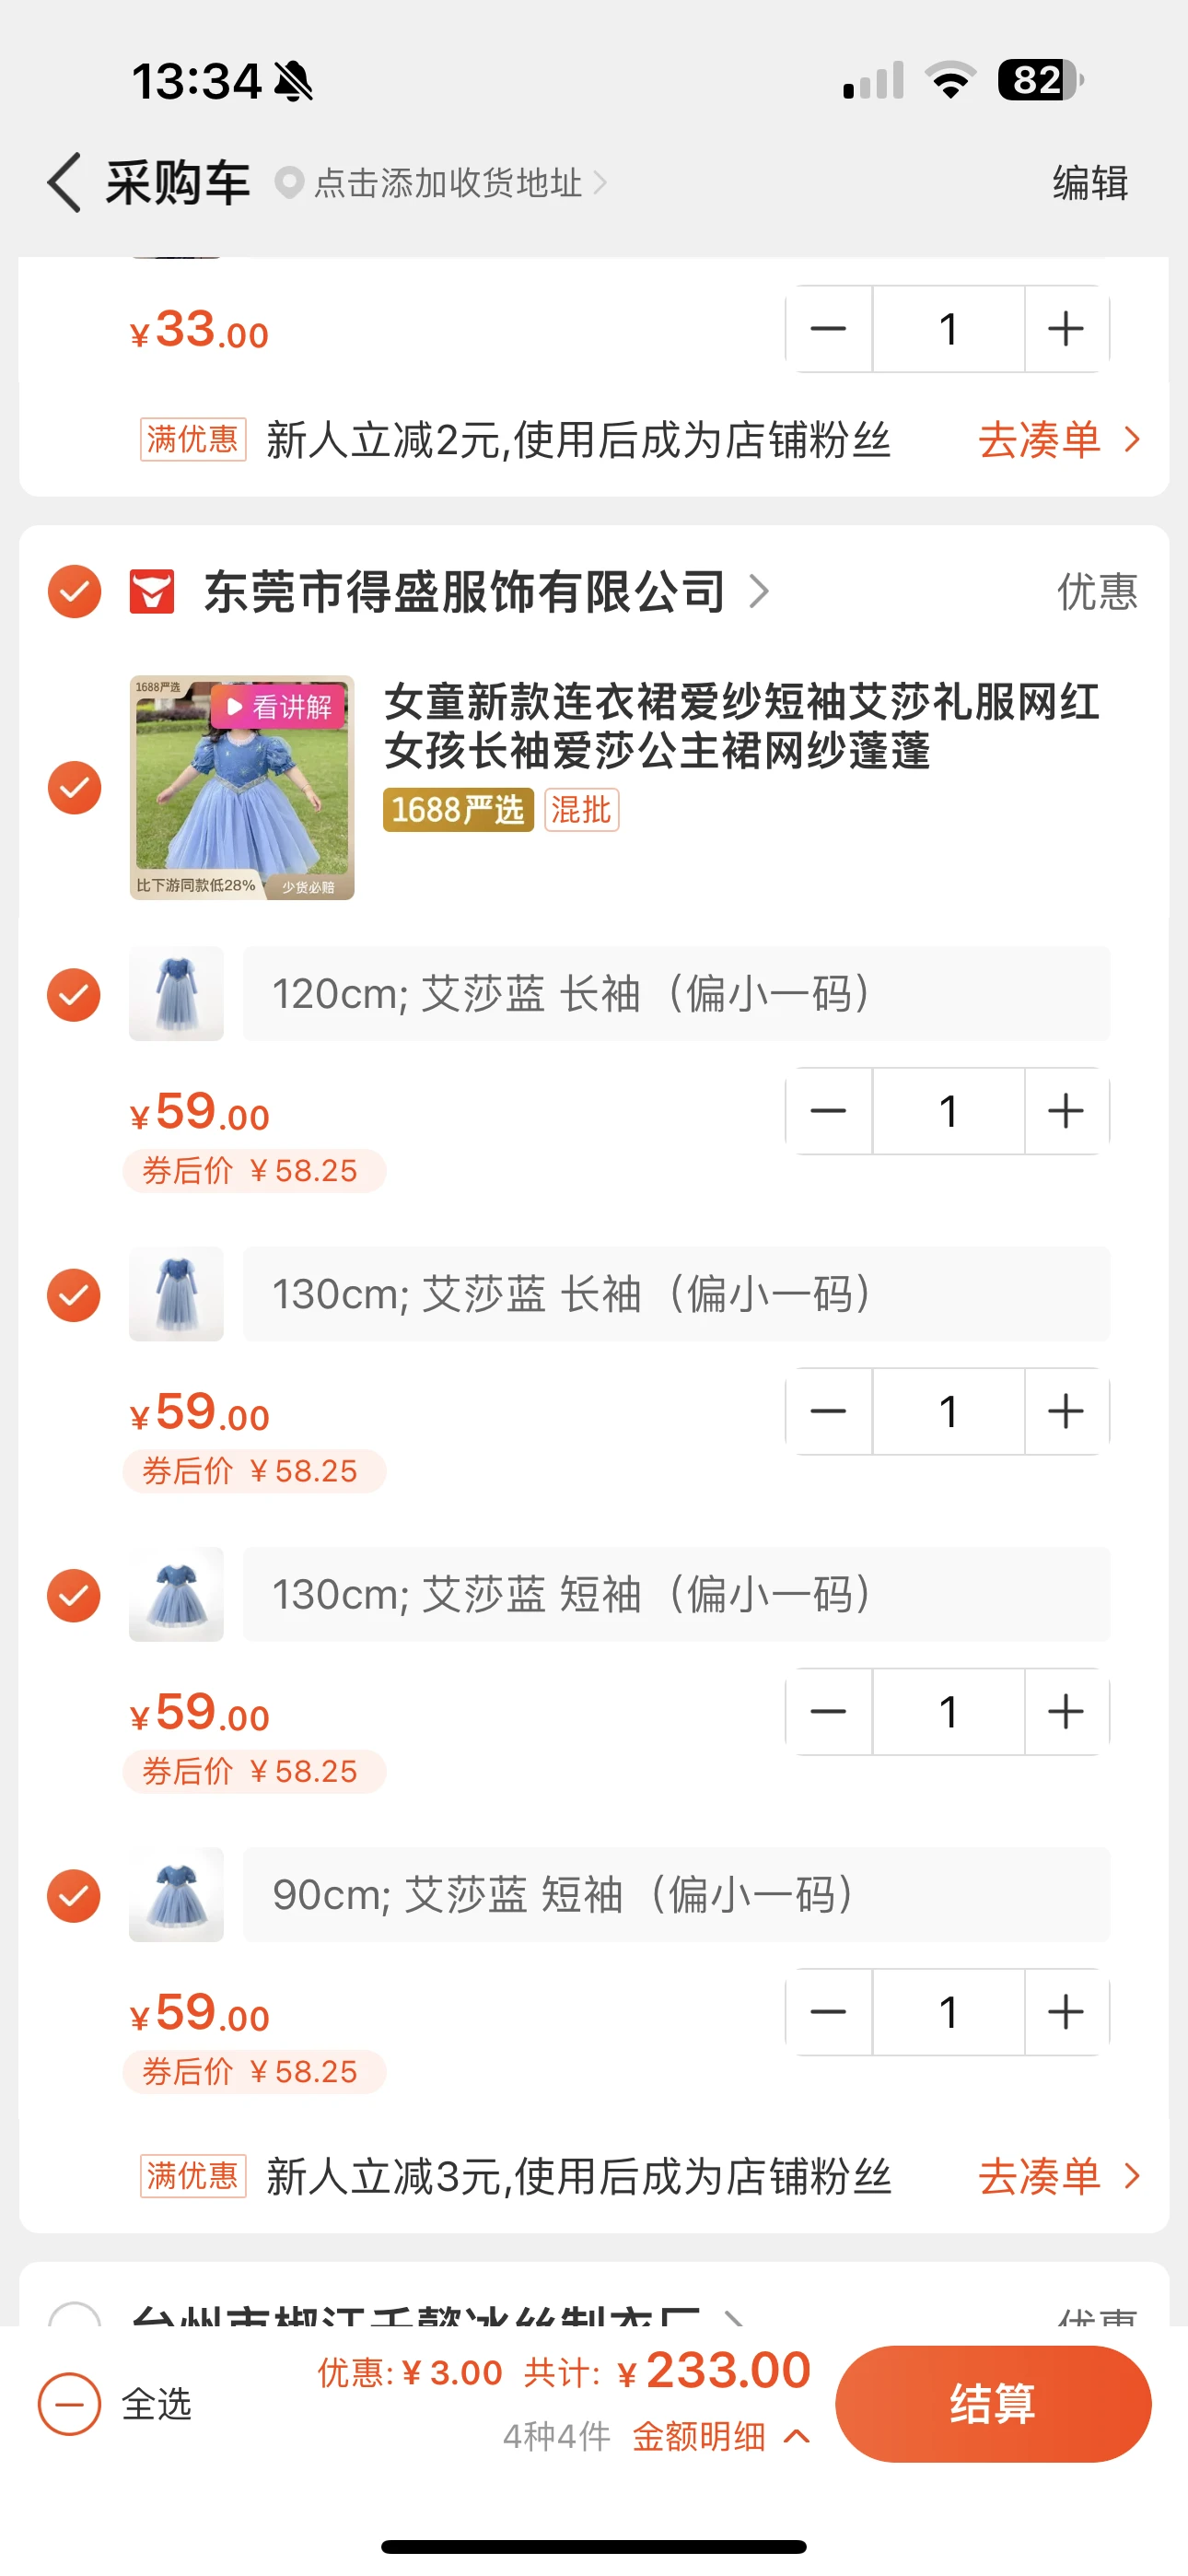 13:34
82
采购车 点击添加收货地址
编辑
¥33.00
1
满优惠 新人立减2元,使用后成为店铺粉丝 去凑单
东莞市得盛服饰有限公司
优惠
1688严选
看讲解
比下游同款低28%
少货必赔
女童新款连衣裙爱纱短袖艾莎礼服网红
女孩长袖爱莎公主裙网纱蓬蓬
1688严选 混批
120cm; 艾莎蓝 长袖（偏小一码）
¥59.00
1
券后价 ¥58.25
130cm; 艾莎蓝 长袖（偏小一码）
¥59.00
1
券后价 ¥58.25
130cm; 艾莎蓝 短袖（偏小一码）
¥59.00
1
券后价 ¥58.25
90cm; 艾莎蓝 短袖（偏小一码）
¥59.00
1
券后价 ¥58.25
满优惠 新人立减3元,使用后成为店铺粉丝 去凑单
优惠
全选
优惠:¥3.00 共计: ¥233.00
4种4件 金额明细
结算